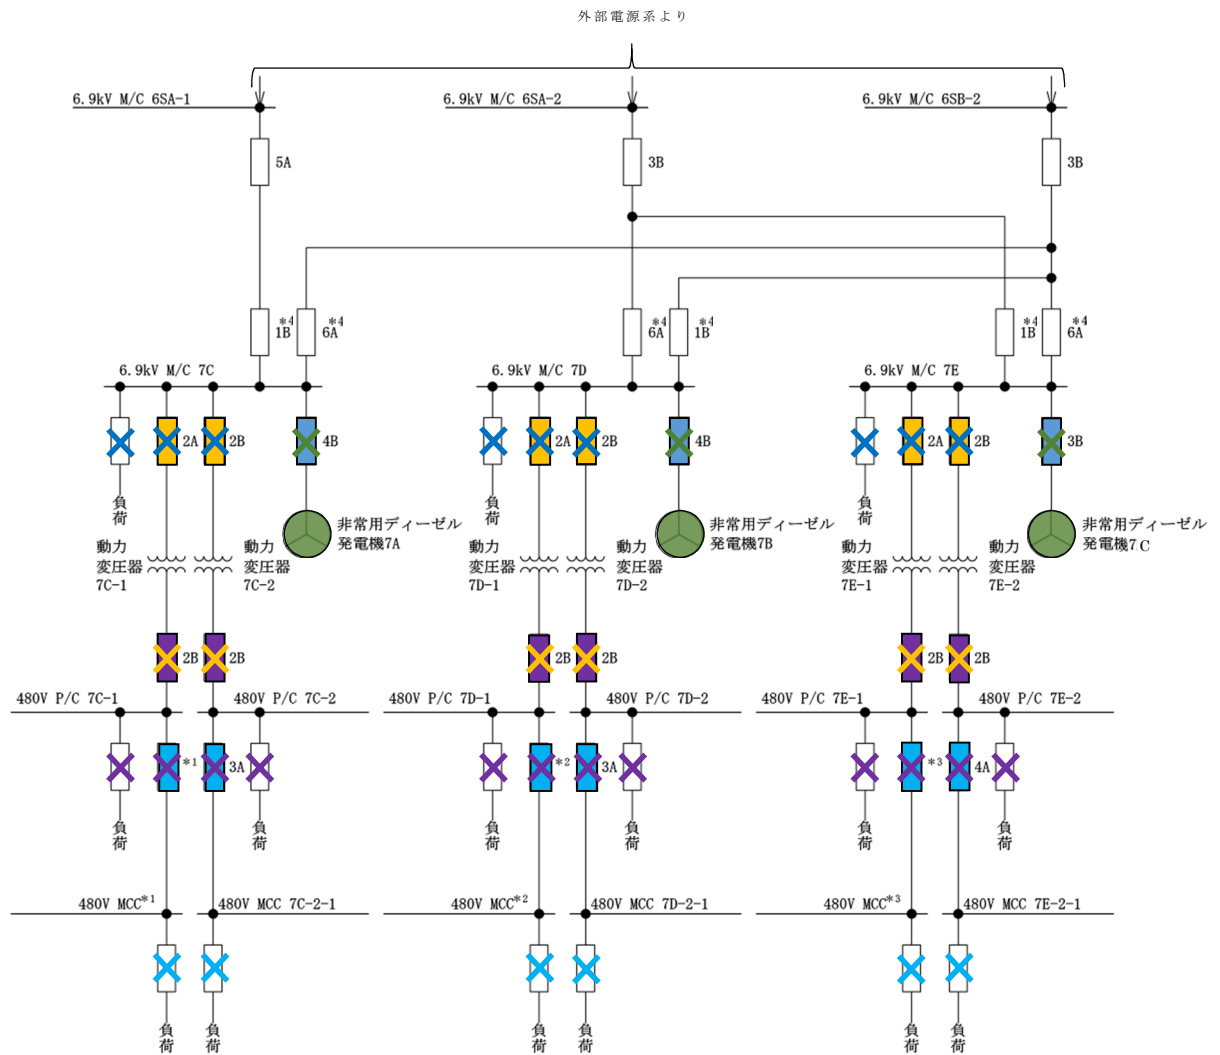 外部電源系より
6.9kV M/C 6SA-1
6.9kV M/C 6SA-2
6.9kV M/C 6SB-2
5A
3B
3B
1B*4
6A*4
6A*4
1B*4
1B*4
6A*4
6.9kV M/C 7C
6.9kV M/C 7D
6.9kV M/C 7E
2A
2B
4B
2A
2B
4B
2A
2B
3B
負荷
負荷
負荷
非常用ディーゼル
発電機7A
非常用ディーゼル
発電機7B
非常用ディーゼル
発電機7C
動力
変圧器
7C-1
動力
変圧器
7C-2
動力
変圧器
7D-1
動力
変圧器
7D-2
動力
変圧器
7E-1
動力
変圧器
7E-2
2B
2B
2B
2B
2B
2B
480V P/C 7C-1
480V P/C 7C-2
480V P/C 7D-1
480V P/C 7D-2
480V P/C 7E-1
480V P/C 7E-2
*1
3A
*2
3A
*3
4A
負荷
負荷
負荷
負荷
負荷
負荷
480V MCC*1
480V MCC 7C-2-1
480V MCC*2
480V MCC 7D-2-1
480V MCC*3
480V MCC 7E-2-1
負荷
負荷
負荷
負荷
負荷
負荷